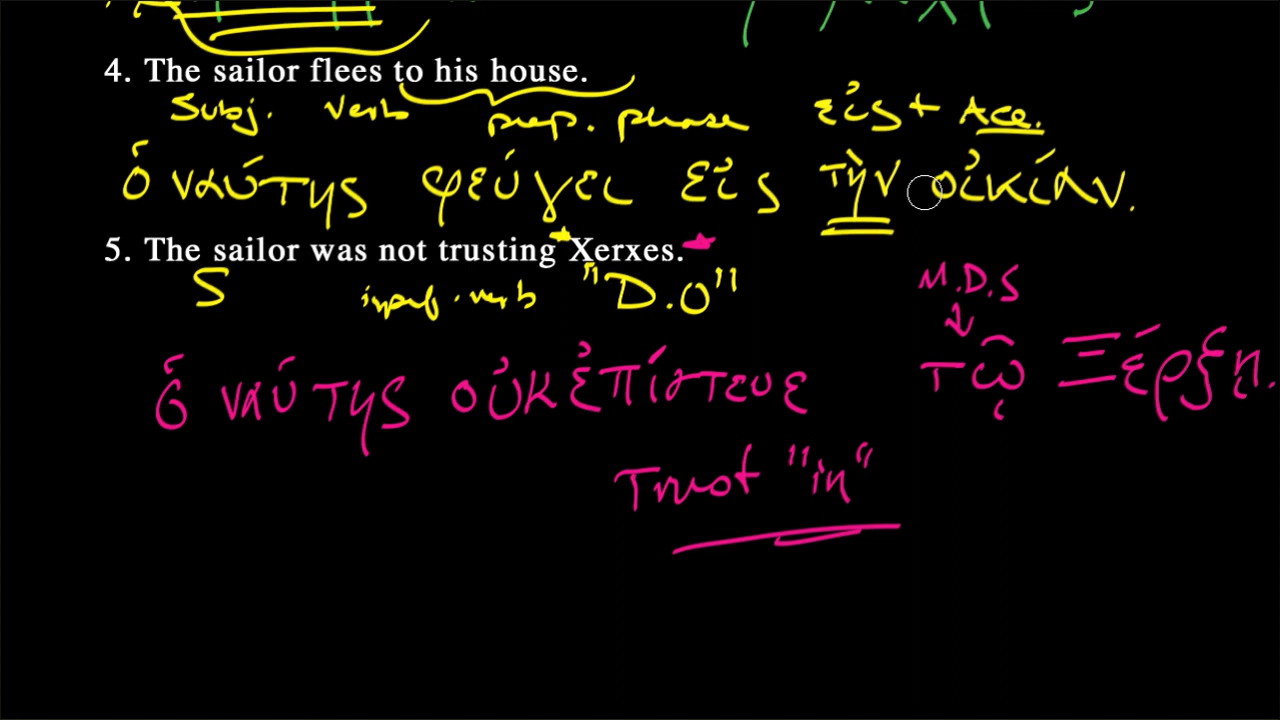 4. The sailor flees to his house.
Subj. Verb prep. phrase εἰς + Acc.
ὁ ναύτης φεύγει εἰς τὴν οἰκίαν.
5. The sailor was not trusting Xerxes.
S imperf. verb "D.O" M.D.S
ὁ ναύτης οὐκ ἐπίστευε τῷ Ξέρξῃ.
Trust "in"